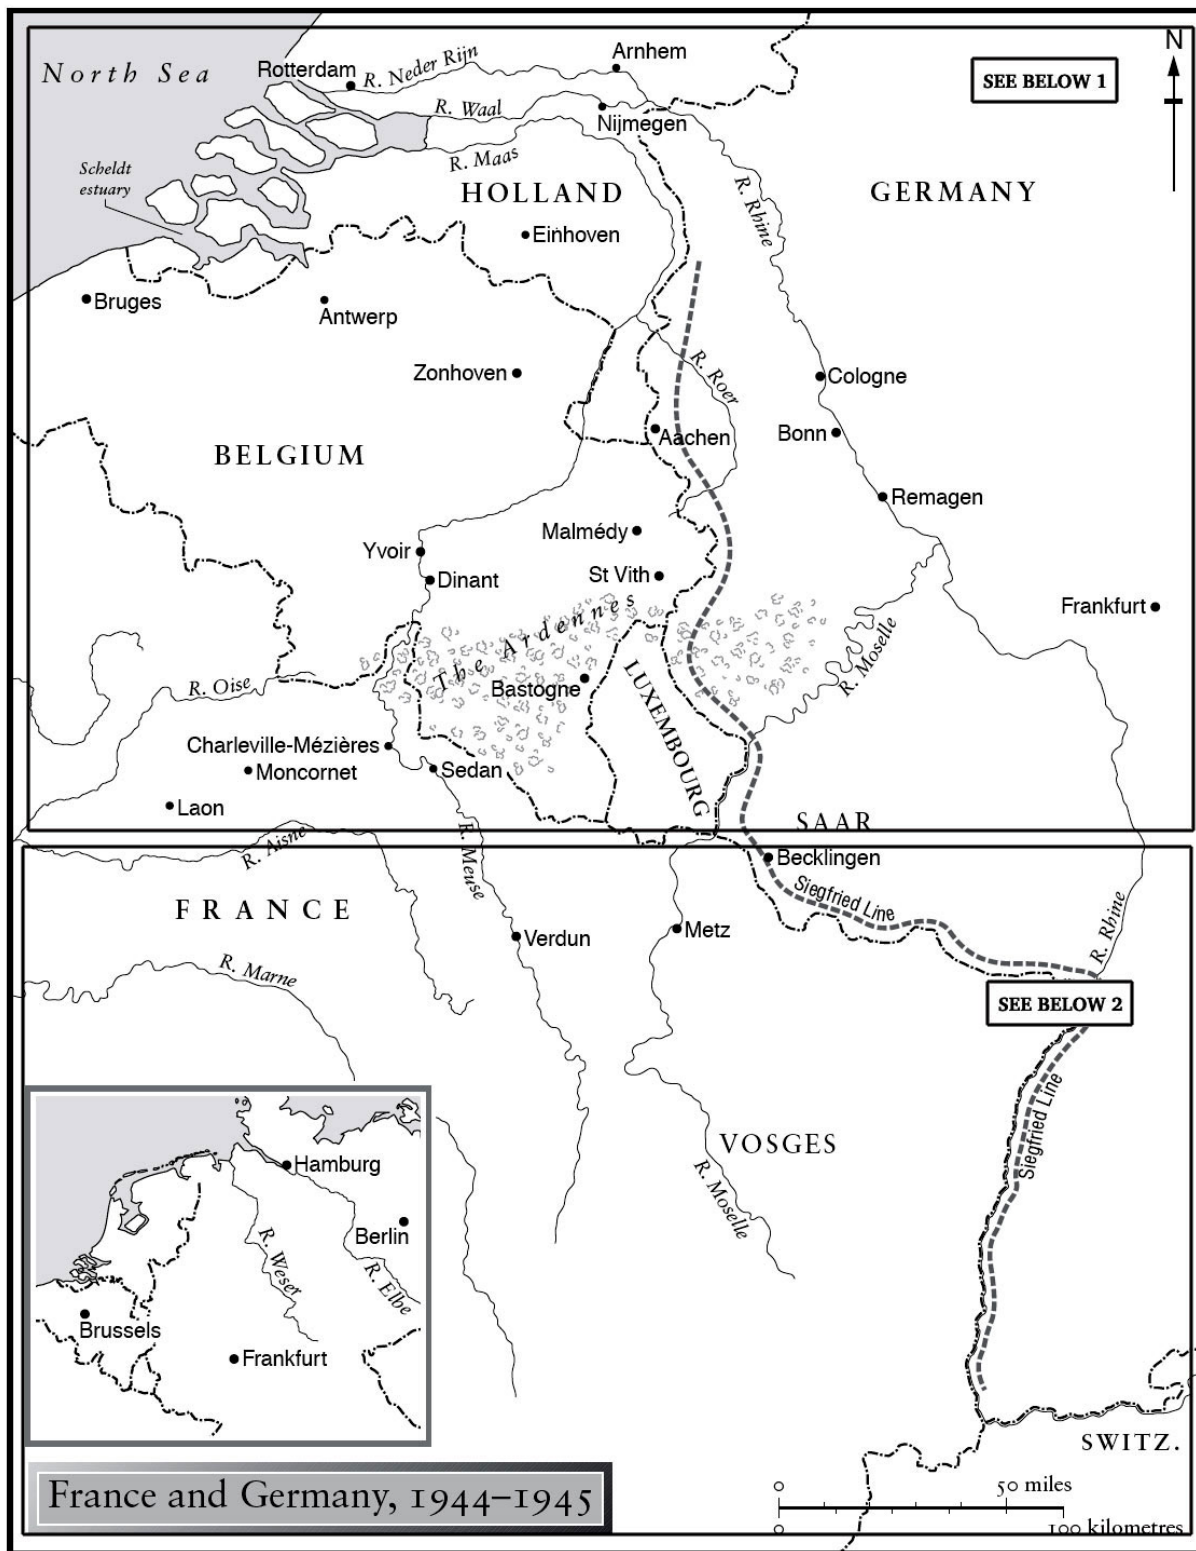 North Sea
Rotterdam
R. Neder Rijn
Arnhem
N
SEE BELOW 1
R. Waal
Nijmegen
R. Maas
Scheldt
estuary
HOLLAND
GERMANY
R. Rhine
Einhoven
Bruges
Antwerp
Zonhoven
R. Roer
Cologne
Aachen
Bonn
BELGIUM
Remagen
Malmédy
Yvoir
Dinant
St Vith
Frankfurt
The Ardennes
R. Moselle
R. Oise
Bastogne
LUXEMBOURG
Charleville-Mézières
Moncornet
Sedan
Laon
SAAR
R. Aisne
R. Meuse
Becklingen
Siegfried Line
FRANCE
Verdun
Metz
R. Rhine
R. Marne
SEE BELOW 2
Siegfried Line
VOSGES
R. Moselle
Hamburg
Berlin
R. Weser
R. Elbe
Brussels
Frankfurt
SWITZ.
France and Germany, 1944–1945
0 50 miles
0 100 kilometres